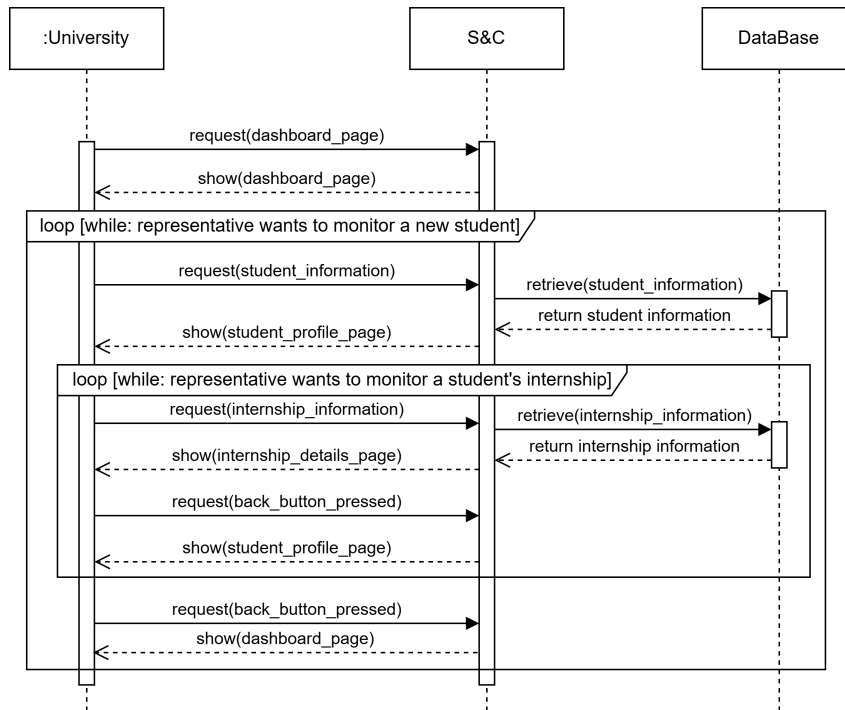 :University
S&C
DataBase
request(dashboard_page)
show(dashboard_page)
loop [while: representative wants to monitor a new student]
request(student_information)
retrieve(student_information)
return student information
show(student_profile_page)
loop [while: representative wants to monitor a student's internship]
request(internship_information)
retrieve(internship_information)
return internship information
show(internship_details_page)
request(back_button_pressed)
show(student_profile_page)
request(back_button_pressed)
show(dashboard_page)